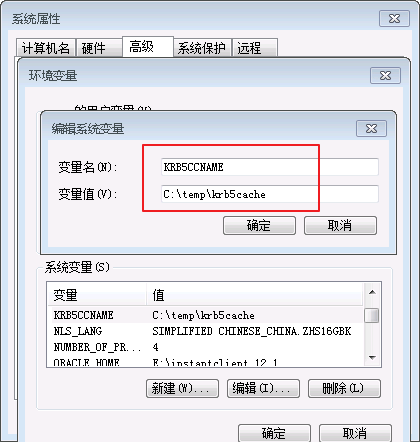 系统属性
计算机名 硬件 高级 系统保护 远程
环境变量
的用户变量(U)
编辑系统变量
变量名(N): KRB5CCNAME
变量值(V): C:\temp\krb5cache
确定 取消
系统变量(S)
变量 值
KRB5CCNAME C:\temp\krb5cache
NLS_LANG SIMPLIFIED CHINESE_CHINA.ZHS16GBK
NUMBER_OF_PR... 4
ORACLE_HOME E:\instantclient_12_1
新建(W)... 编辑(I)... 删除(L)
确定 取消